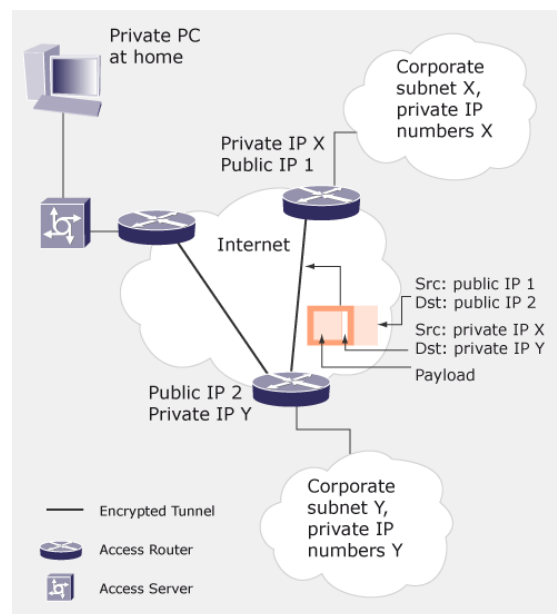 Private PC
at home
Corporate
subnet X,
private IP
numbers X
Private IP X
Public IP 1
Internet
Src: public IP 1
Dst: public IP 2
Src: private IP X
Dst: private IP Y
Payload
Public IP 2
Private IP Y
Corporate
subnet Y,
private IP
numbers Y
Encrypted Tunnel
Access Router
Access Server